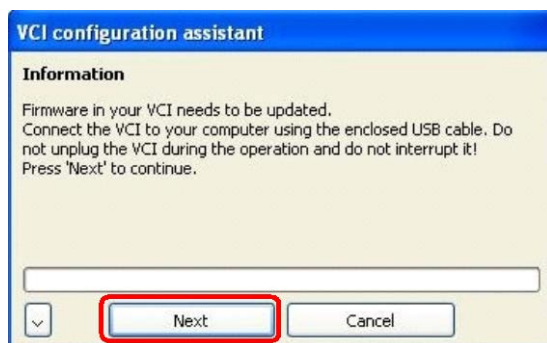 VCI configuration assistant
Information
Firmware in your VCI needs to be updated.
Connect the VCI to your computer using the enclosed USB cable. Do
not unplug the VCI during the operation and do not interrupt it!
Press 'Next' to continue.
Next
Cancel